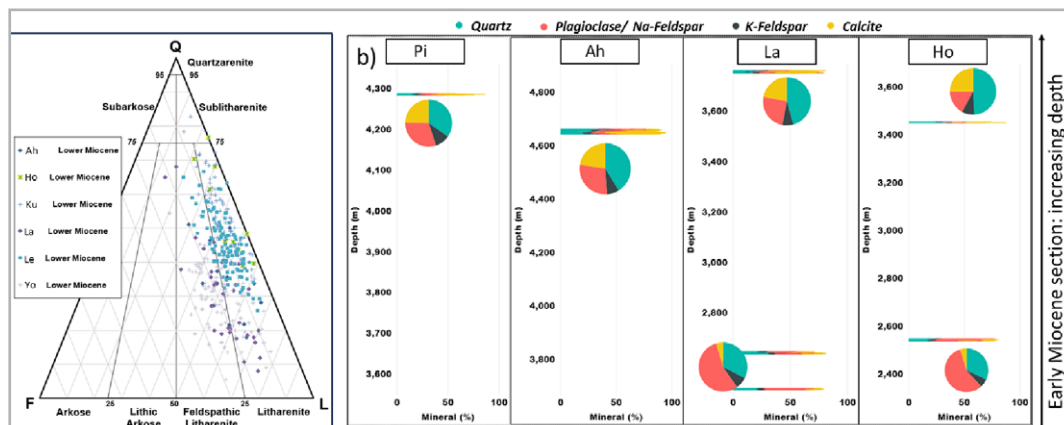 Q
95
Quartzarenite
95
Subarkose
Sublitharenite
75
75
Ah Lower Miocene
Ho Lower Miocene
Ku Lower Miocene
La Lower Miocene
Le Lower Miocene
Yo Lower Miocene
F
Arkose
25
Lithic
Arkose
50
Feldspathic
Litharenite
25
Litharenite
L
Quartz
Plagioclase/ Na-Feldspar
K-Feldspar
Calcite
b)
Pi
Depth (m)
4,300
4,200
4,100
4,000
3,900
3,800
3,700
3,600
0
50
100
Mineral (%)
Ah
Depth (m)
4,800
4,600
4,400
4,200
4,000
3,800
0
50
100
Mineral (%)
La
Depth (m)
3,600
3,400
3,200
3,000
2,800
0
50
100
Mineral (%)
Ho
Depth (m)
3,600
3,400
3,200
3,000
2,800
2,600
2,400
0
50
100
Mineral (%)
Early Miocene section: increasing depth